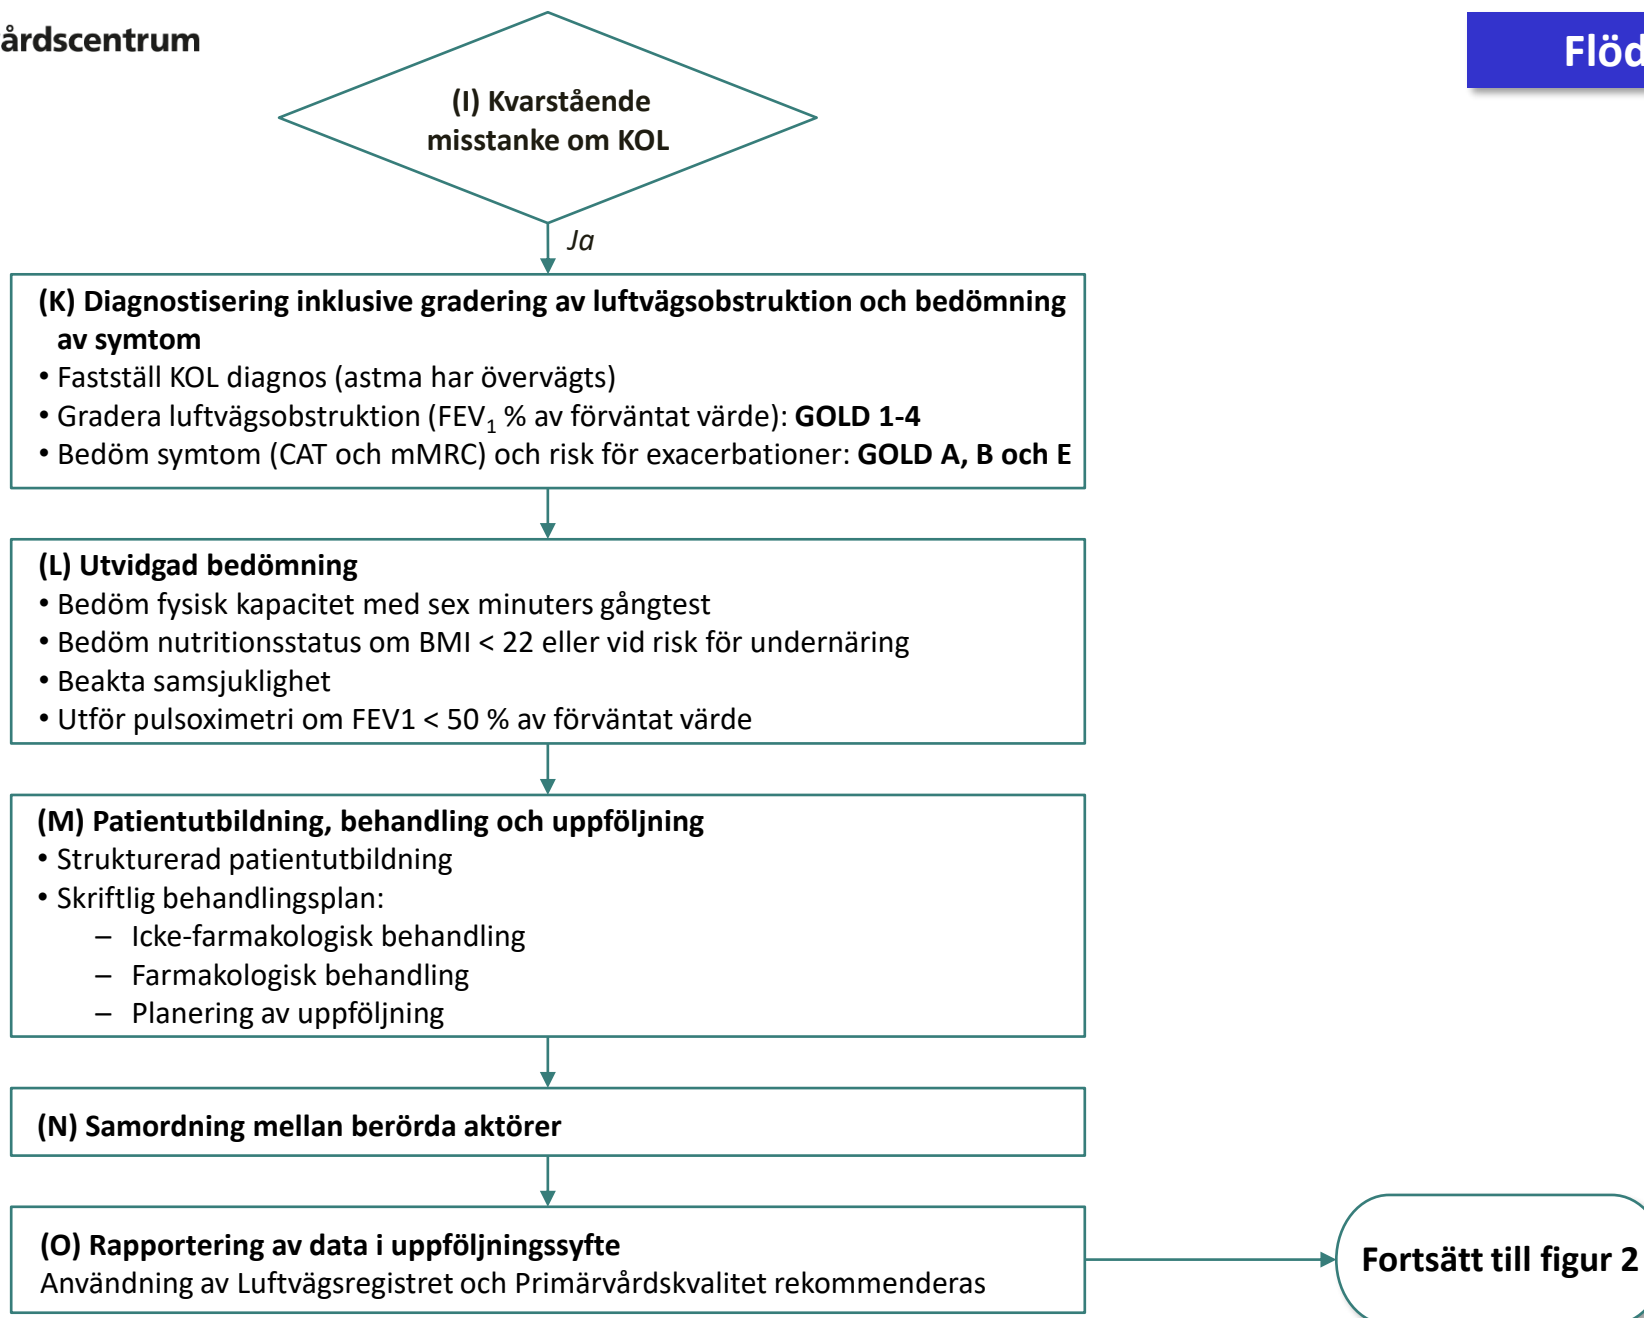 årdscentrum
Flöd
(I) Kvarstående
misstanke om KOL
Ja
(K) Diagnostisering inklusive gradering av luftvägsobstruktion och bedömning
av symtom
• Fastställ KOL diagnos (astma har övervägts)
• Gradera luftvägsobstruktion (FEV₁ % av förväntat värde): GOLD 1-4
• Bedöm symtom (CAT och mMRC) och risk för exacerbationer: GOLD A, B och E
(L) Utvidgad bedömning
• Bedöm fysisk kapacitet med sex minuters gångtest
• Bedöm nutritionsstatus om BMI < 22 eller vid risk för undernäring
• Beakta samsjuklighet
• Utför pulsoximetri om FEV1 < 50 % av förväntat värde
(M) Patientutbildning, behandling och uppföljning
• Strukturerad patientutbildning
• Skriftlig behandlingsplan:
– Icke-farmakologisk behandling
– Farmakologisk behandling
– Planering av uppföljning
(N) Samordning mellan berörda aktörer
(O) Rapportering av data i uppföljningssyfte
Användning av Luftvägsregistret och Primärvårdskvalitet rekommenderas
Fortsätt till figur 2